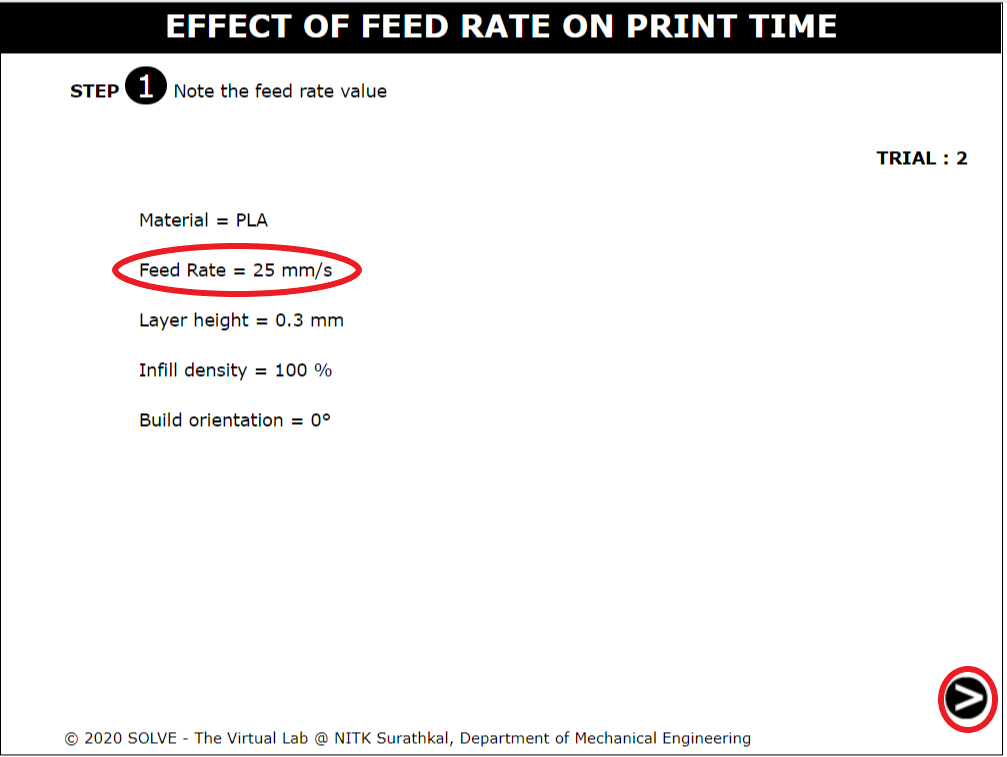 EFFECT OF FEED RATE ON PRINT TIME
STEP 1 Note the feed rate value
TRIAL : 2
Material = PLA
Feed Rate = 25 mm/s
Layer height = 0.3 mm
Infill density = 100 %
Build orientation = 0°
>
© 2020 SOLVE - The Virtual Lab @ NITK Surathkal, Department of Mechanical Engineering